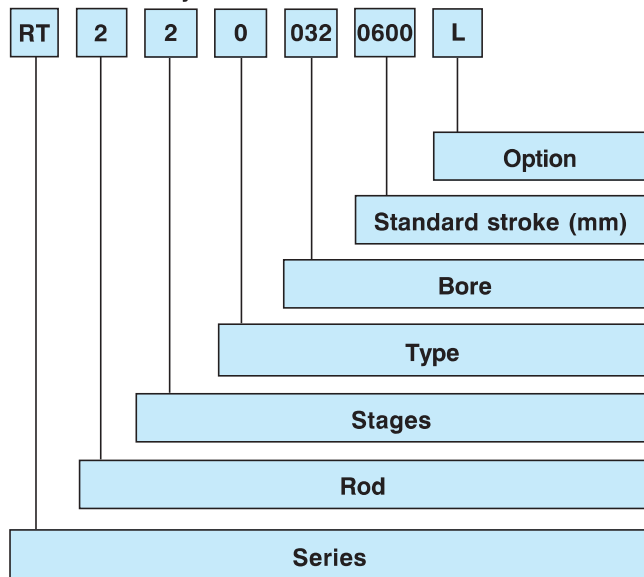 RT 2 2 0 032 0600 L
Option
Standard stroke (mm)
Bore
Type
Stages
Rod
Series